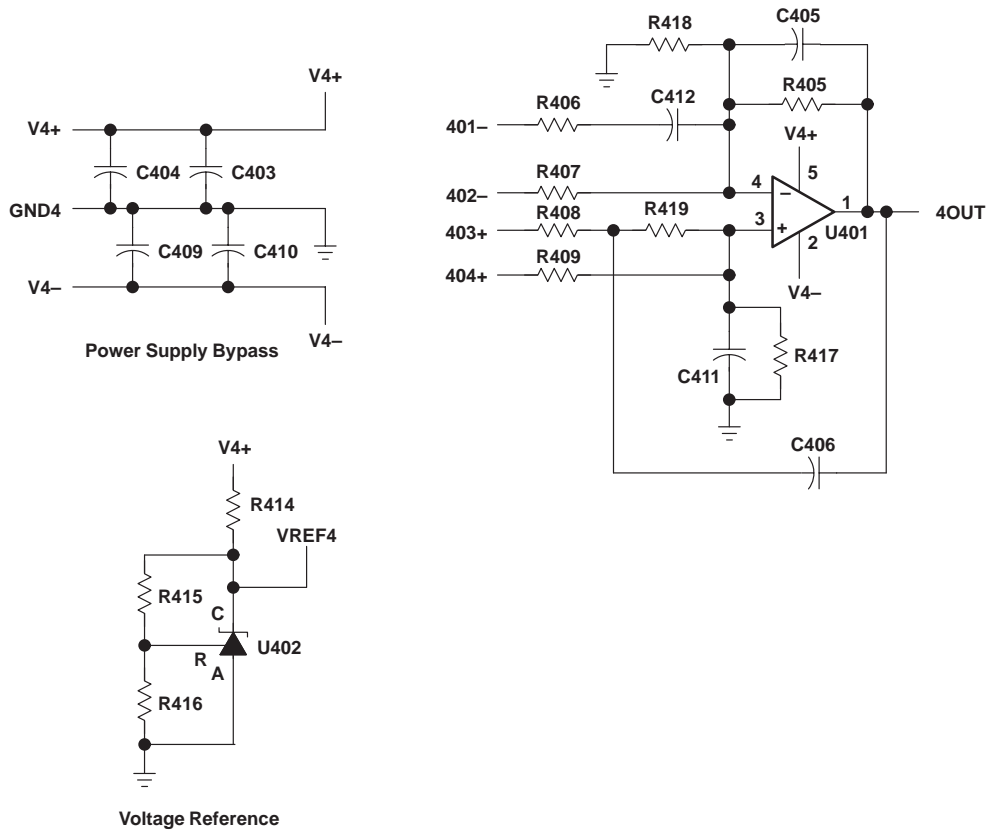 V4+
V4+
C404
C403
GND4
C409
C410
V4–
V4–
Power Supply Bypass
R418
C405
R405
R406
C412
401–
V4+
5
R407
402–
4
–
R408
403+
R419
3
+
1
4OUT
U401
2
R409
404+
V4–
C411
R417
C406
V4+
R414
VREF4
R415
C
U402
R
A
R416
Voltage Reference